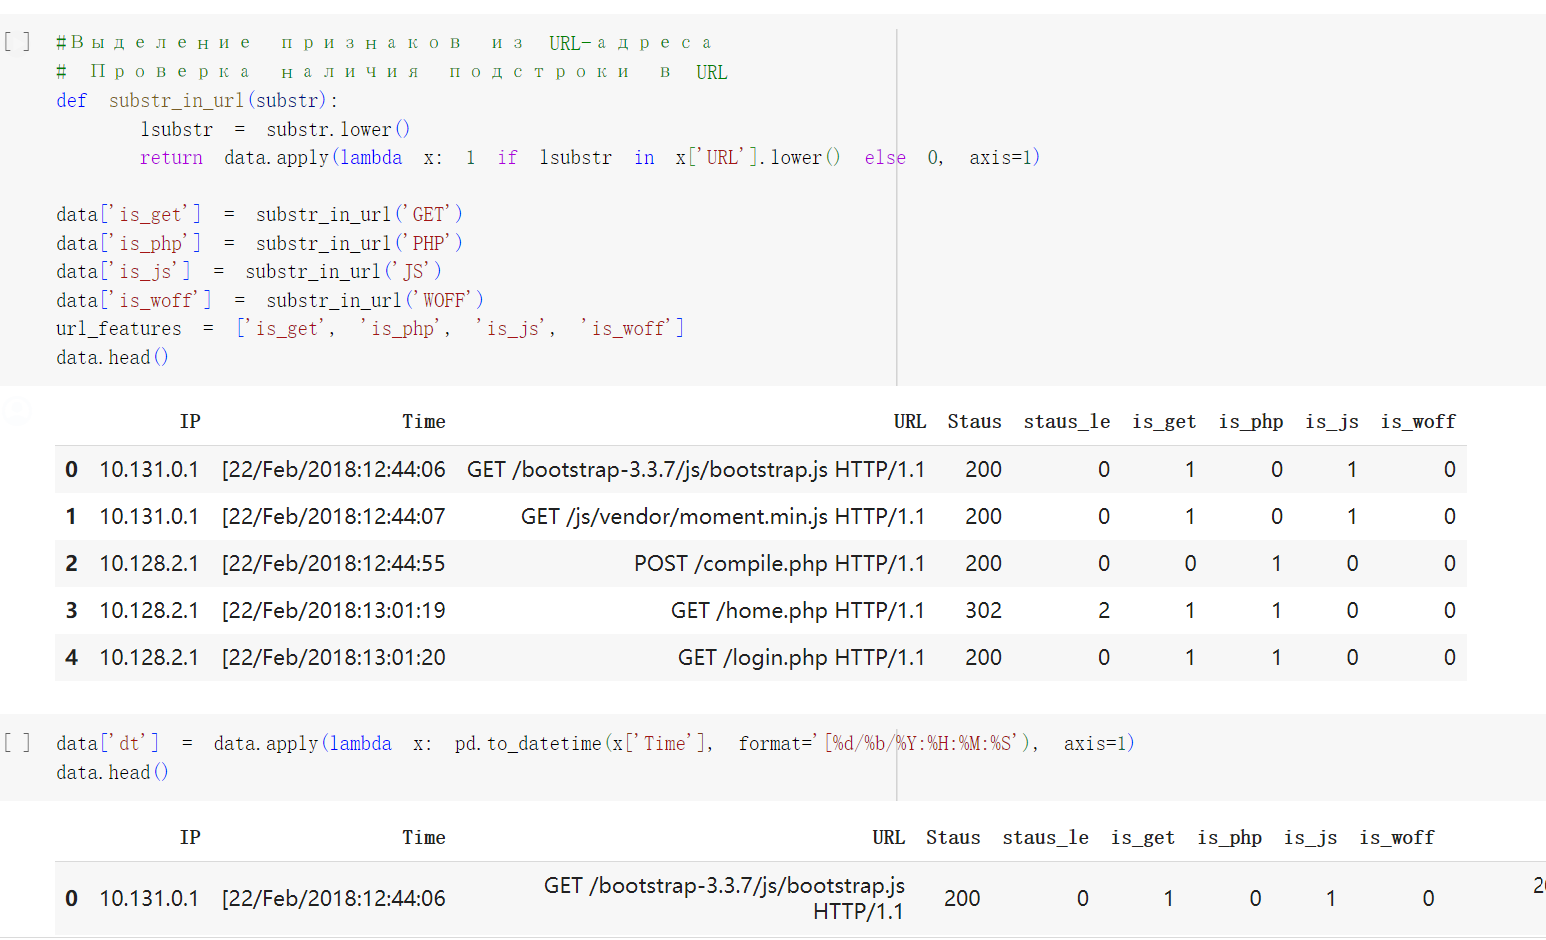 [ ] #Выделение признаков из URL-адреса
# Проверка наличия подстроки в URL
def substr_in_url(substr):
lsubstr = substr.lower()
return data.apply(lambda x: 1 if lsubstr in x['URL'].lower() else 0, axis=1)
data['is_get'] = substr_in_url('GET')
data['is_php'] = substr_in_url('PHP')
data['is_js'] = substr_in_url('JS')
data['is_woff'] = substr_in_url('WOFF')
url_features = ['is_get', 'is_php', 'is_js', 'is_woff']
data.head()
IP Time URL Staus staus_le is_get is_php is_js is_woff
0 10.131.0.1 [22/Feb/2018:12:44:06 GET /bootstrap-3.3.7/js/bootstrap.js HTTP/1.1 200 0 1 0 1 0
1 10.131.0.1 [22/Feb/2018:12:44:07 GET /js/vendor/moment.min.js HTTP/1.1 200 0 1 0 1 0
2 10.128.2.1 [22/Feb/2018:12:44:55 POST /compile.php HTTP/1.1 200 0 0 1 0 0
3 10.128.2.1 [22/Feb/2018:13:01:19 GET /home.php HTTP/1.1 302 2 1 1 0 0
4 10.128.2.1 [22/Feb/2018:13:01:20 GET /login.php HTTP/1.1 200 0 1 1 0 0
[ ] data['dt'] = data.apply(lambda x: pd.to_datetime(x['Time'], format='[%d/%b/%Y:%H:%M:%S'), axis=1)
data.head()
IP Time URL Staus staus_le is_get is_php is_js is_woff
0 10.131.0.1 [22/Feb/2018:12:44:06 GET /bootstrap-3.3.7/js/bootstrap.js
HTTP/1.1 200 0 1 0 1 0